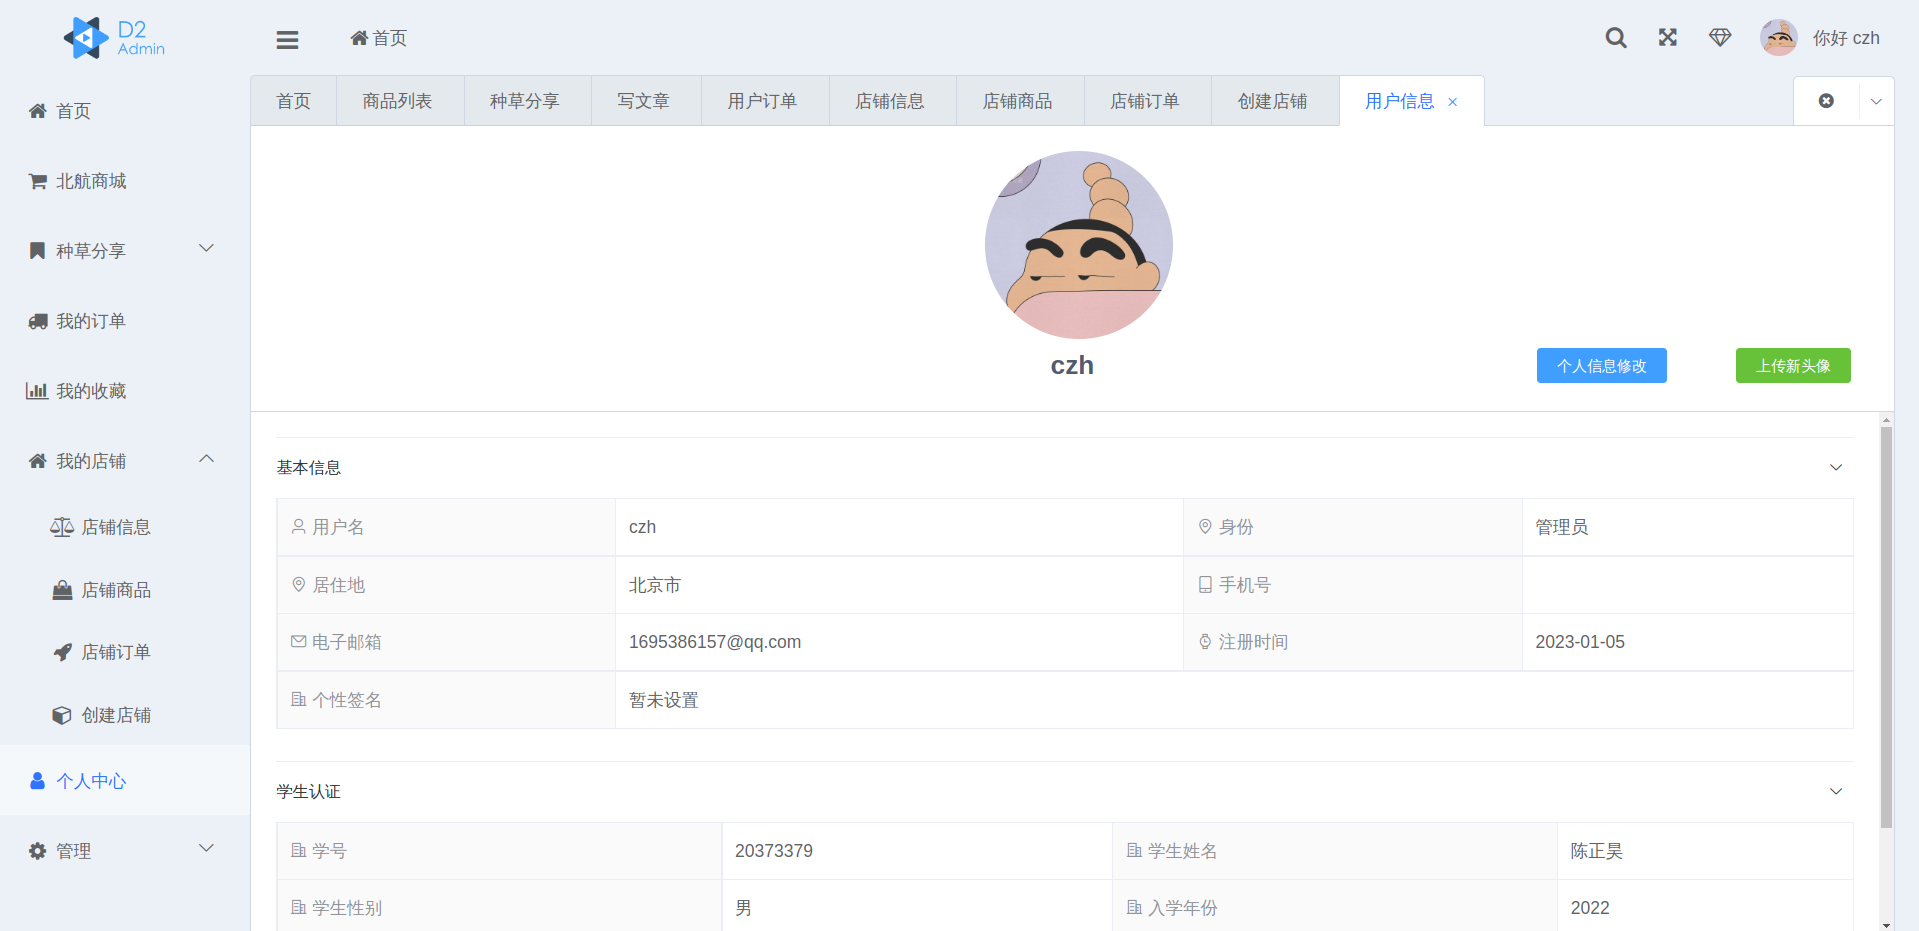 D2
Admin
首页
你好 czh
首页
商品列表
种草分享
写文章
用户订单
店铺信息
店铺商品
店铺订单
创建店铺
用户信息
首页
北航商城
种草分享
我的订单
我的收藏
我的店铺
店铺信息
店铺商品
店铺订单
创建店铺
个人中心
管理
czh
个人信息修改
上传新头像
基本信息
用户名 czh 身份 管理员
居住地 北京市 手机号
电子邮箱 1695386157@qq.com 注册时间 2023-01-05
个性签名 暂未设置
学生认证
学号 20373379 学生姓名 陈正昊
学生性别 男 入学年份 2022